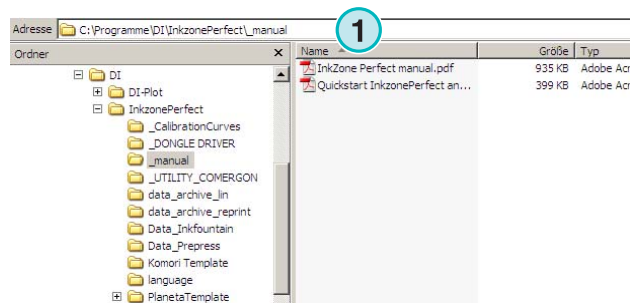 Adresse C:\Programme\DI\InkzonePerfect\_manual
1
Ordner x
Name Größe Typ
InkZone Perfect manual.pdf 935 KB Adobe Acr
Quickstart InkzonePerfect an... 399 KB Adobe Acr
DI
DI-Plot
InkzonePerfect
_CalibrationCurves
_DONGLE DRIVER
_manual
_UTILITY_COMERGON
data_archive_lin
data_archive_reprint
Data_Inkfountain
Data_Prepress
Komori Template
language
PlanetaTemplate